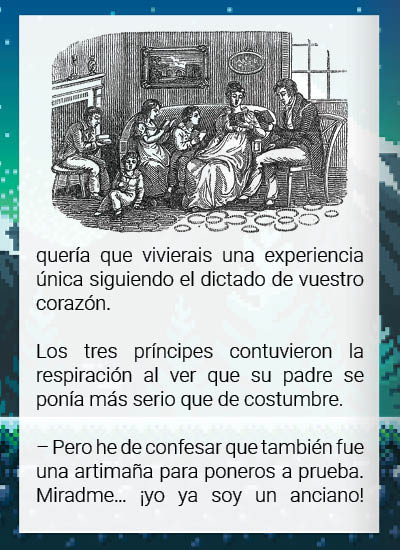 quería que vivierais una experiencia
única siguiendo el dictado de vuestro
corazón.
Los tres príncipes contuvieron la
respiración al ver que su padre se
ponía más serio que de costumbre.
– Pero he de confesar que también fue
una artimaña para poneros a prueba.
Miradme... ¡yo ya soy un anciano!